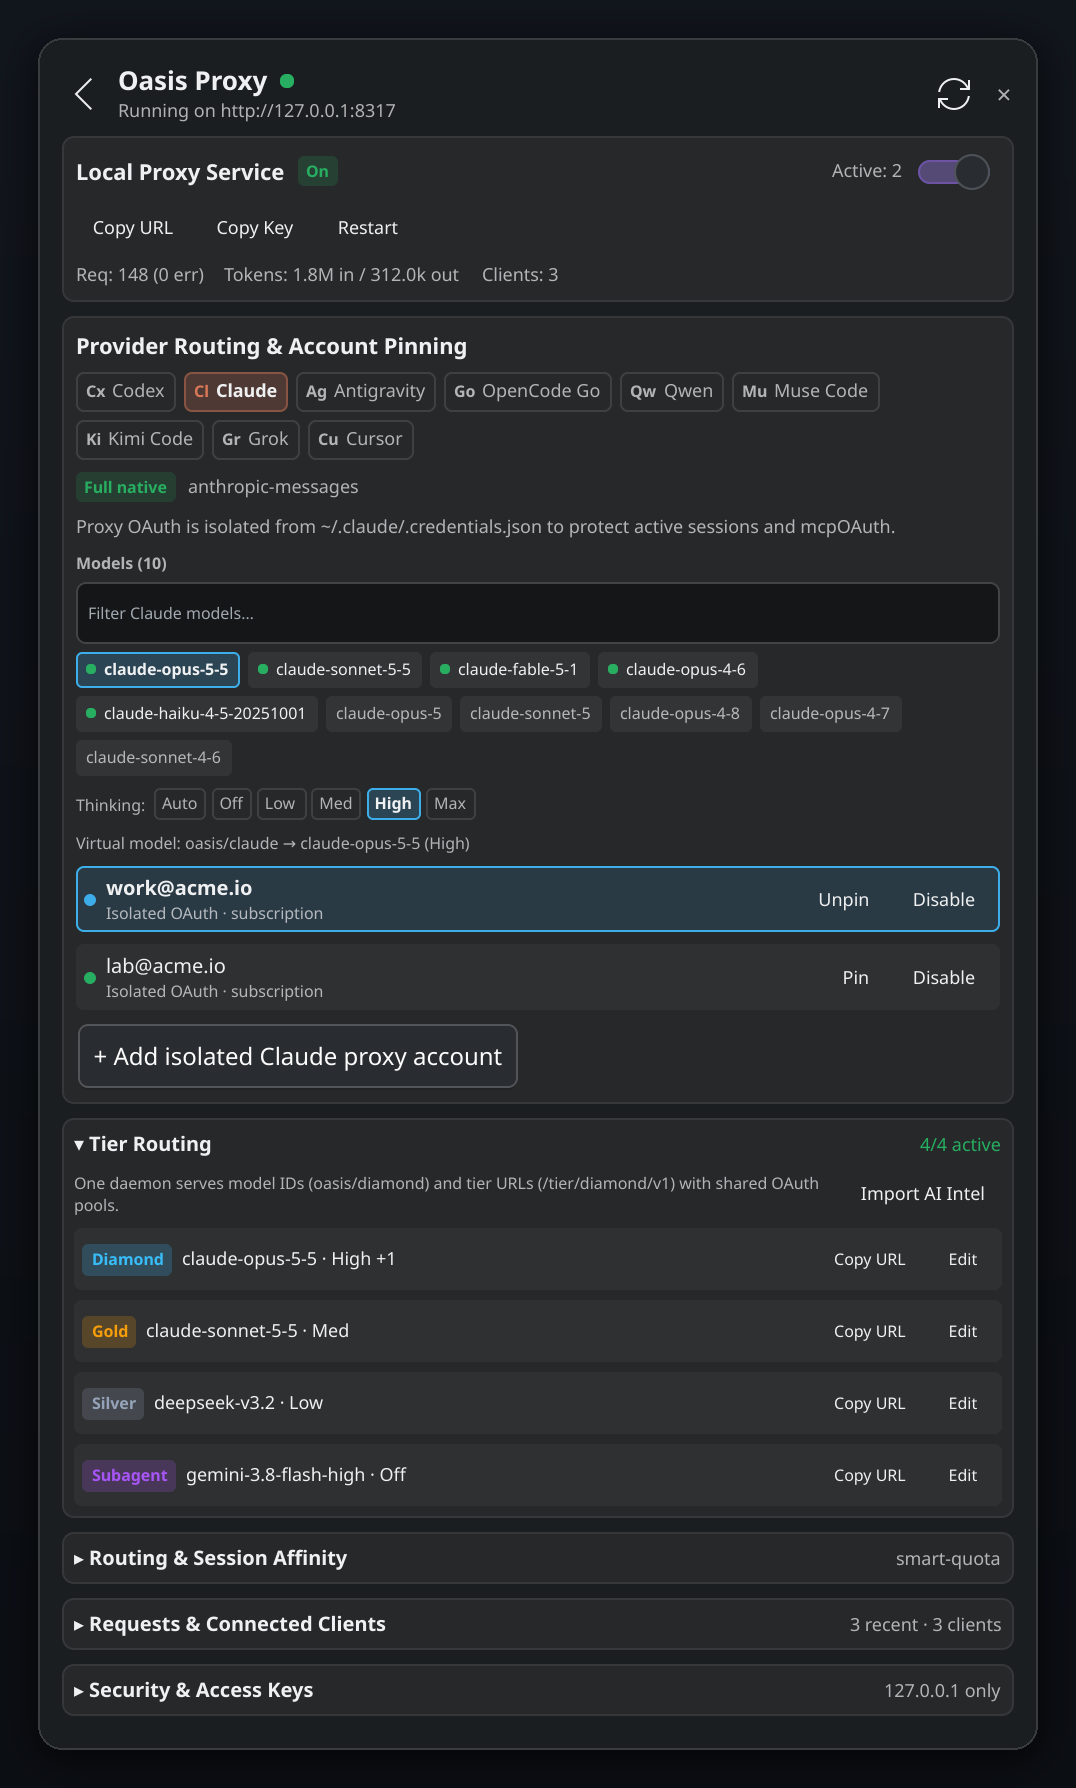 Oasis Proxy
Running on http://127.0.0.1:8317
×
Local Proxy Service On Active: 2
Copy URL Copy Key Restart
Req: 148 (0 err) Tokens: 1.8M in / 312.0k out Clients: 3
Provider Routing & Account Pinning
Cx Codex Cl Claude Ag Antigravity Go OpenCode Go Qw Qwen Mu Muse Code
Ki Kimi Code Gr Grok Cu Cursor
Full native anthropic-messages
Proxy OAuth is isolated from ~/.claude/.credentials.json to protect active sessions and mcpOAuth.
Models (10)
Filter Claude models...
claude-opus-5-5 claude-sonnet-5-5 claude-fable-5-1 claude-opus-4-6
claude-haiku-4-5-20251001 claude-opus-5 claude-sonnet-5 claude-opus-4-8 claude-opus-4-7
claude-sonnet-4-6
Thinking: Auto Off Low Med High Max
Virtual model: oasis/claude → claude-opus-5-5 (High)
work@acme.io
Isolated OAuth · subscription
Unpin Disable
lab@acme.io
Isolated OAuth · subscription
Pin Disable
+ Add isolated Claude proxy account
▾ Tier Routing 4/4 active
One daemon serves model IDs (oasis/diamond) and tier URLs (/tier/diamond/v1) with shared OAuth
pools.
Import AI Intel
Diamond claude-opus-5-5 · High +1 Copy URL Edit
Gold claude-sonnet-5-5 · Med Copy URL Edit
Silver deepseek-v3.2 · Low Copy URL Edit
Subagent gemini-3.8-flash-high · Off Copy URL Edit
▸ Routing & Session Affinity smart-quota
▸ Requests & Connected Clients 3 recent · 3 clients
▸ Security & Access Keys 127.0.0.1 only